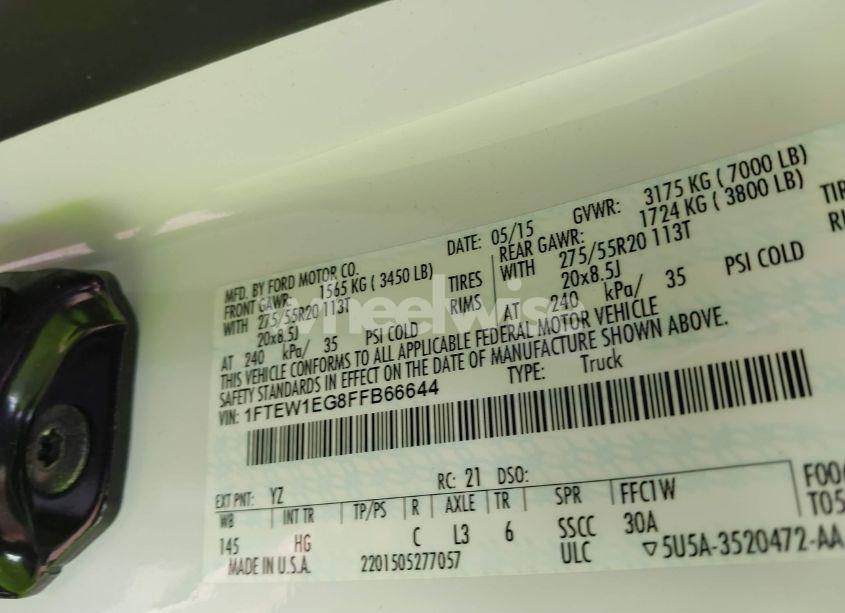 MFD. BY FORD MOTOR CO. DATE: 05/15 GVWR: 3175 KG ( 7000 LB)
FRONT GAWR: 1565 KG ( 3450 LB) REAR GAWR: 1724 KG ( 3800 LB)
WITH 275/55R20 113T TIRES WITH 275/55R20 113T TIR
20x8.5J RIMS 20x8.5J RI
AT 240 kPa/ 35 PSI COLD AT 240 kPa/ 35 PSI COLD
THIS VEHICLE CONFORMS TO ALL APPLICABLE FEDERAL MOTOR VEHICLE
SAFETY STANDARDS IN EFFECT ON THE DATE OF MANUFACTURE SHOWN ABOVE.
VIN: 1FTEW1EG8FFB66644 TYPE: Truck
EXT PNT: YZ RC: 21 DSO:
WB INT TR TP/PS R AXLE TR SPR FFC1W F00
145 HG C L3 6 SSCC 30A T05
MADE IN U.S.A. 2201505277057 ULC ▽5U5A-3520472-AA
wheelwise